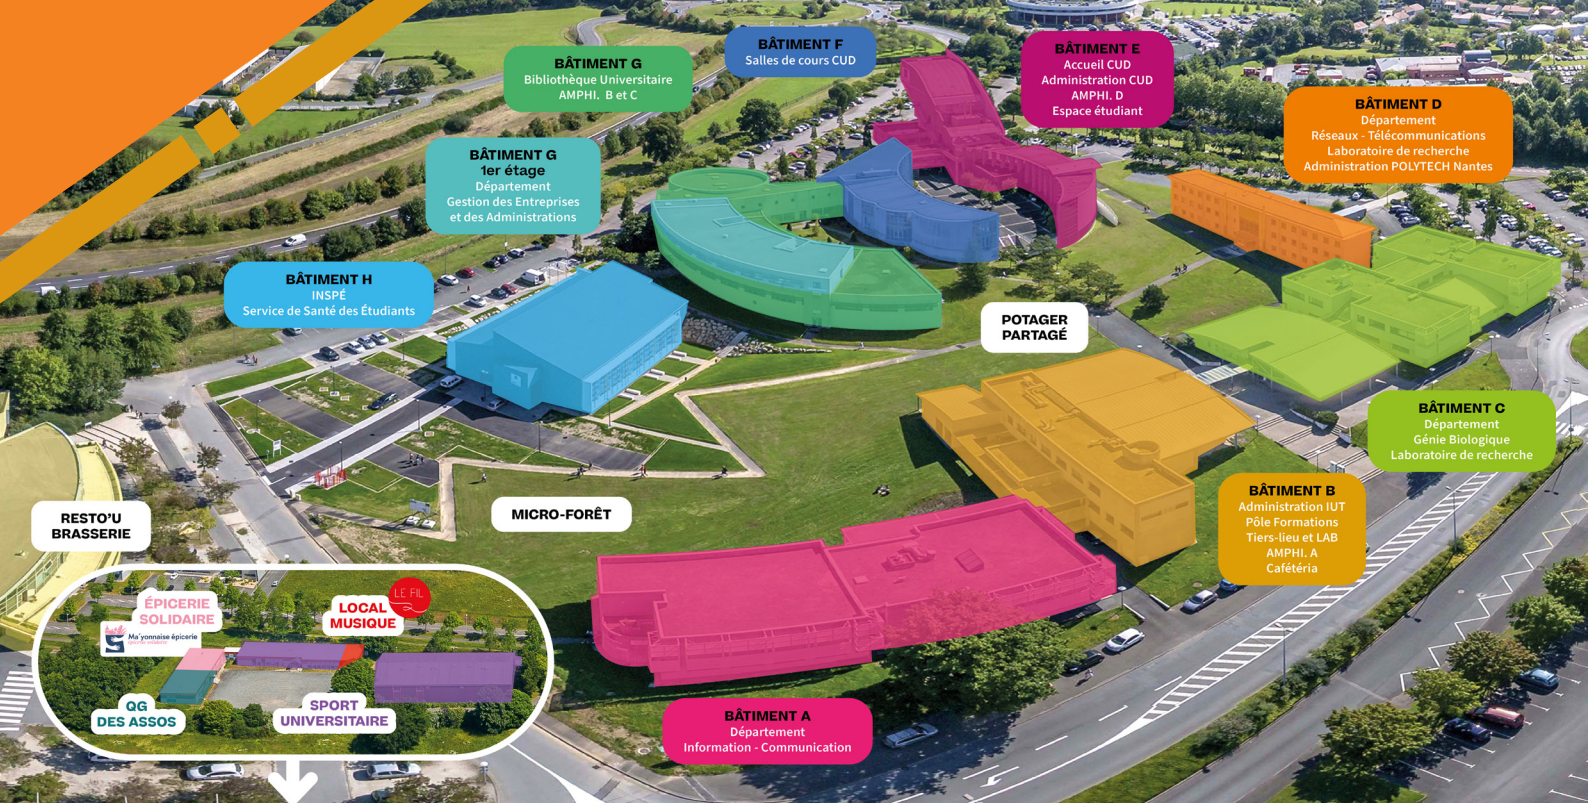 BÂTIMENT G
Bibliothèque Universitaire
AMPHI. B et C
BÂTIMENT F
Salles de cours CUD
BÂTIMENT E
Accueil CUD
Administration CUD
AMPHI. D
Espace étudiant
BÂTIMENT D
Département
Réseaux - Télécommunications
Laboratoire de recherche
Administration POLYTECH Nantes
BÂTIMENT G
1er étage
Département
Gestion des Entreprises
et des Administrations
BÂTIMENT H
INSPÉ
Service de Santé des Étudiants
POTAGER
PARTAGÉ
BÂTIMENT C
Département
Génie Biologique
Laboratoire de recherche
BÂTIMENT B
Administration IUT
Pôle Formations
Tiers-lieu et LAB
AMPHI. A
Cafétéria
RESTO'U
BRASSERIE
MICRO-FORÊT
ÉPICERIE
SOLIDAIRE
Ma'yonnaise épicerie
LE FIL
LOCAL
MUSIQUE
QG
DES ASSOS
SPORT
UNIVERSITAIRE
BÂTIMENT A
Département
Information - Communication